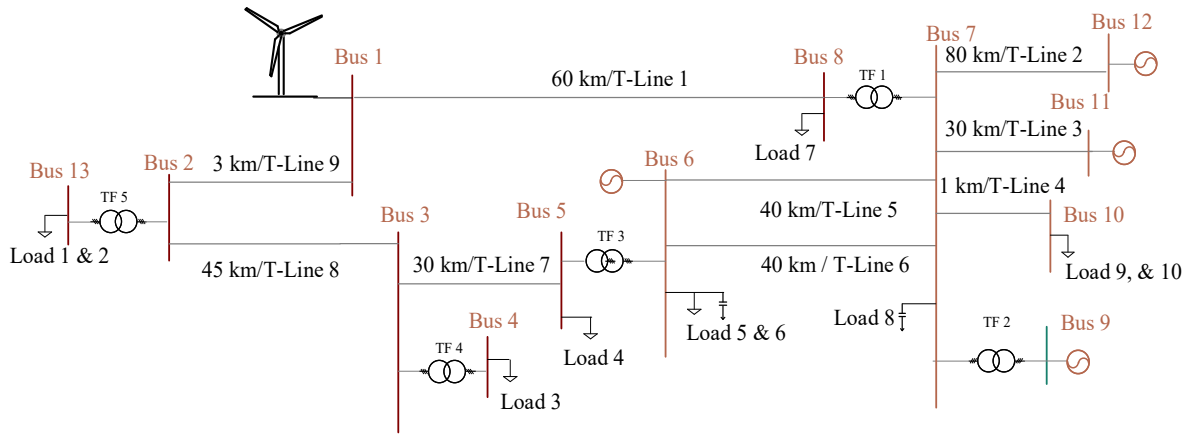 Bus 12
Bus 7
80 km/T-Line 2
Bus 1
Bus 8
TF 1
60 km/T-Line 1
Bus 11
30 km/T-Line 3
Load 7
Bus 6
3 km/T-Line 9
Bus 2
Bus 13
TF 5
1 km/T-Line 4
40 km/T-Line 5
Bus 3
Bus 5
Bus 10
TF 3
Load 1 & 2
45 km/T-Line 8
30 km/T-Line 7
40 km / T-Line 6
Load 9, & 10
Load 8
Bus 4
Load 5 & 6
TF 2
Bus 9
TF 4
Load 4
Load 3